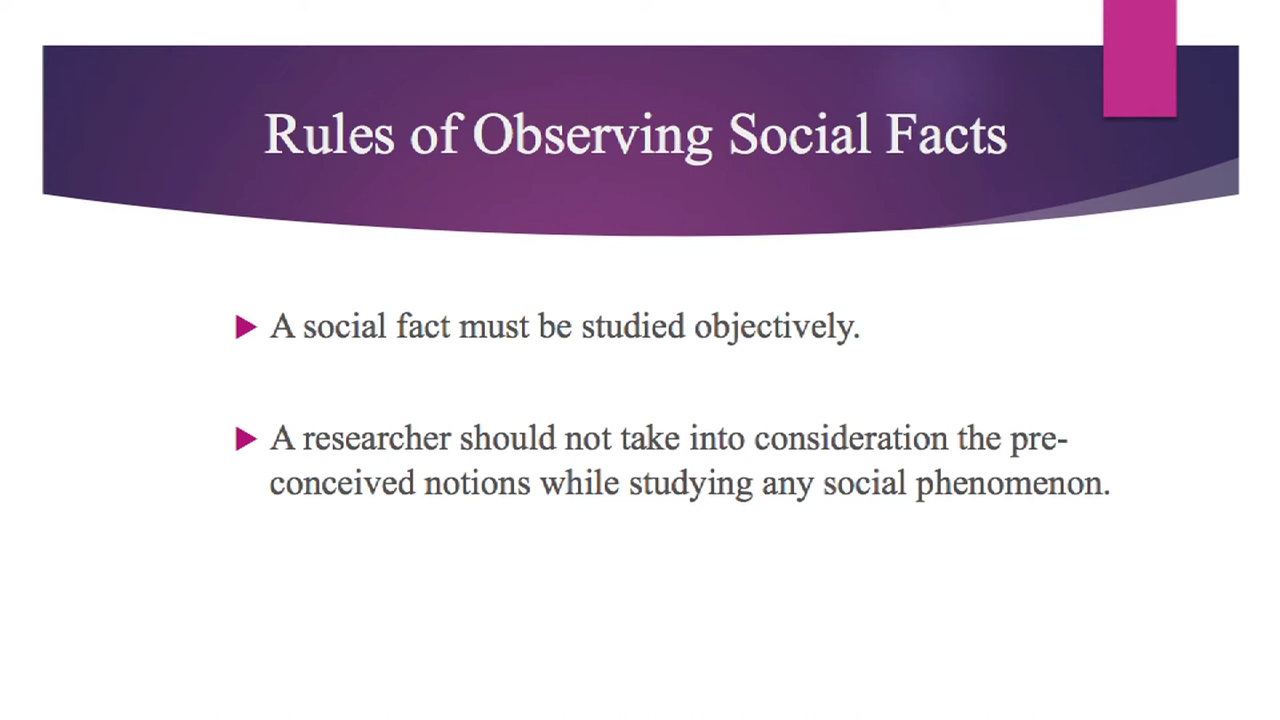 Rules of Observing Social Facts
A social fact must be studied objectively.
A researcher should not take into consideration the pre-
conceived notions while studying any social phenomenon.